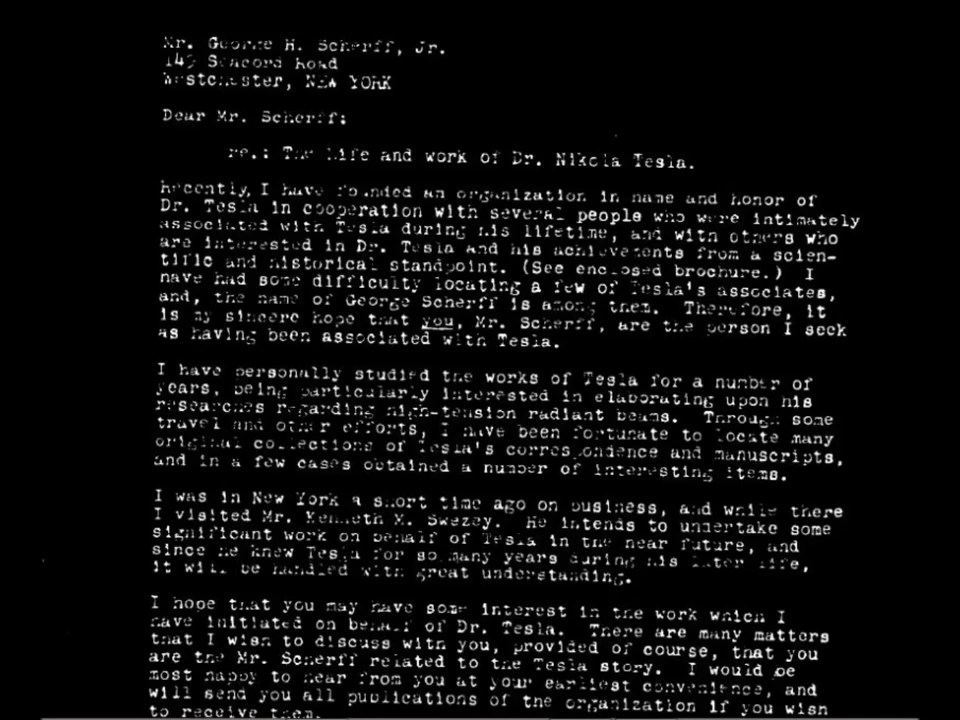 Mr. George H. Scherff, Jr.
149 Seacord Road
Westchester, NEW YORK
Dear Mr. Scherff:
re.: The Life and work of Dr. Nikola Tesla.
Recently, I have founded an organization in name and honor of
Dr. Tesla in cooperation with several people who were intimately
associated with Tesla during his lifetime, and with others who
are interested in Dr. Tesla and his achievements from a scien-
tific and historical standpoint. (See enclosed brochure.) I
have had some difficulty locating a few of Tesla's associates,
and, the name of George Scherff is among them. Therefore, it
is my sincere hope that you, Mr. Scherff, are the person I seek
as having been associated with Tesla.
I have personally studied the works of Tesla for a number of
years, being particularly interested in elaborating upon his
researches regarding high-tension radiant beams. Through some
travel and other efforts, I have been fortunate to locate many
original collections of Tesla's correspondence and manuscripts,
and in a few cases obtained a number of interesting items.
I was in New York a short time ago on business, and while there
I visited Mr. Kenneth M. Swezey. He intends to undertake some
significant work on behalf of Tesla in the near future, and
since he knew Tesla for so many years during his later life,
it will be handled with great understanding.
I hope that you may have some interest in the work which I
have initiated on behalf of Dr. Tesla. There are many matters
that I wish to discuss with you, provided of course, that you
are the Mr. Scherff related to the Tesla story. I would be
most happy to hear from you at your earliest convenience, and
will send you all publications of the organization if you wish
to receive them.